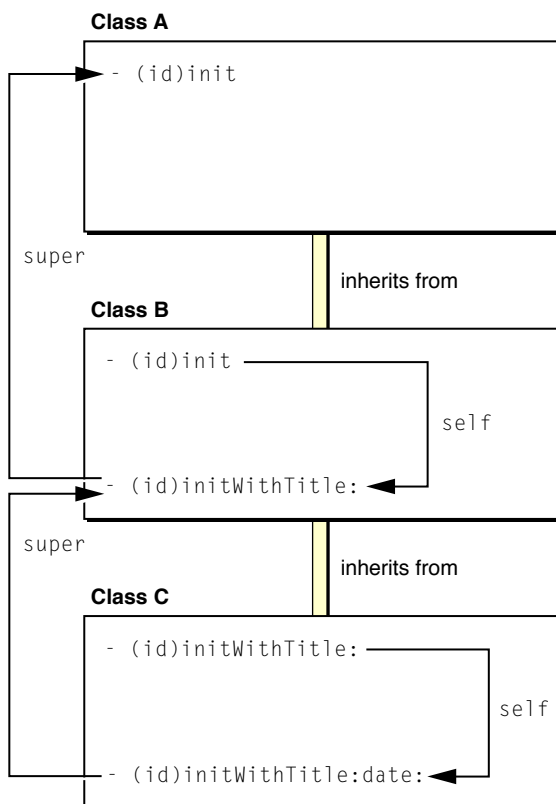 Class A
- (id)init
super
inherits from
Class B
- (id)init
self
- (id)initWithTitle:
super
inherits from
Class C
- (id)initWithTitle:
self
- (id)initWithTitle:date: